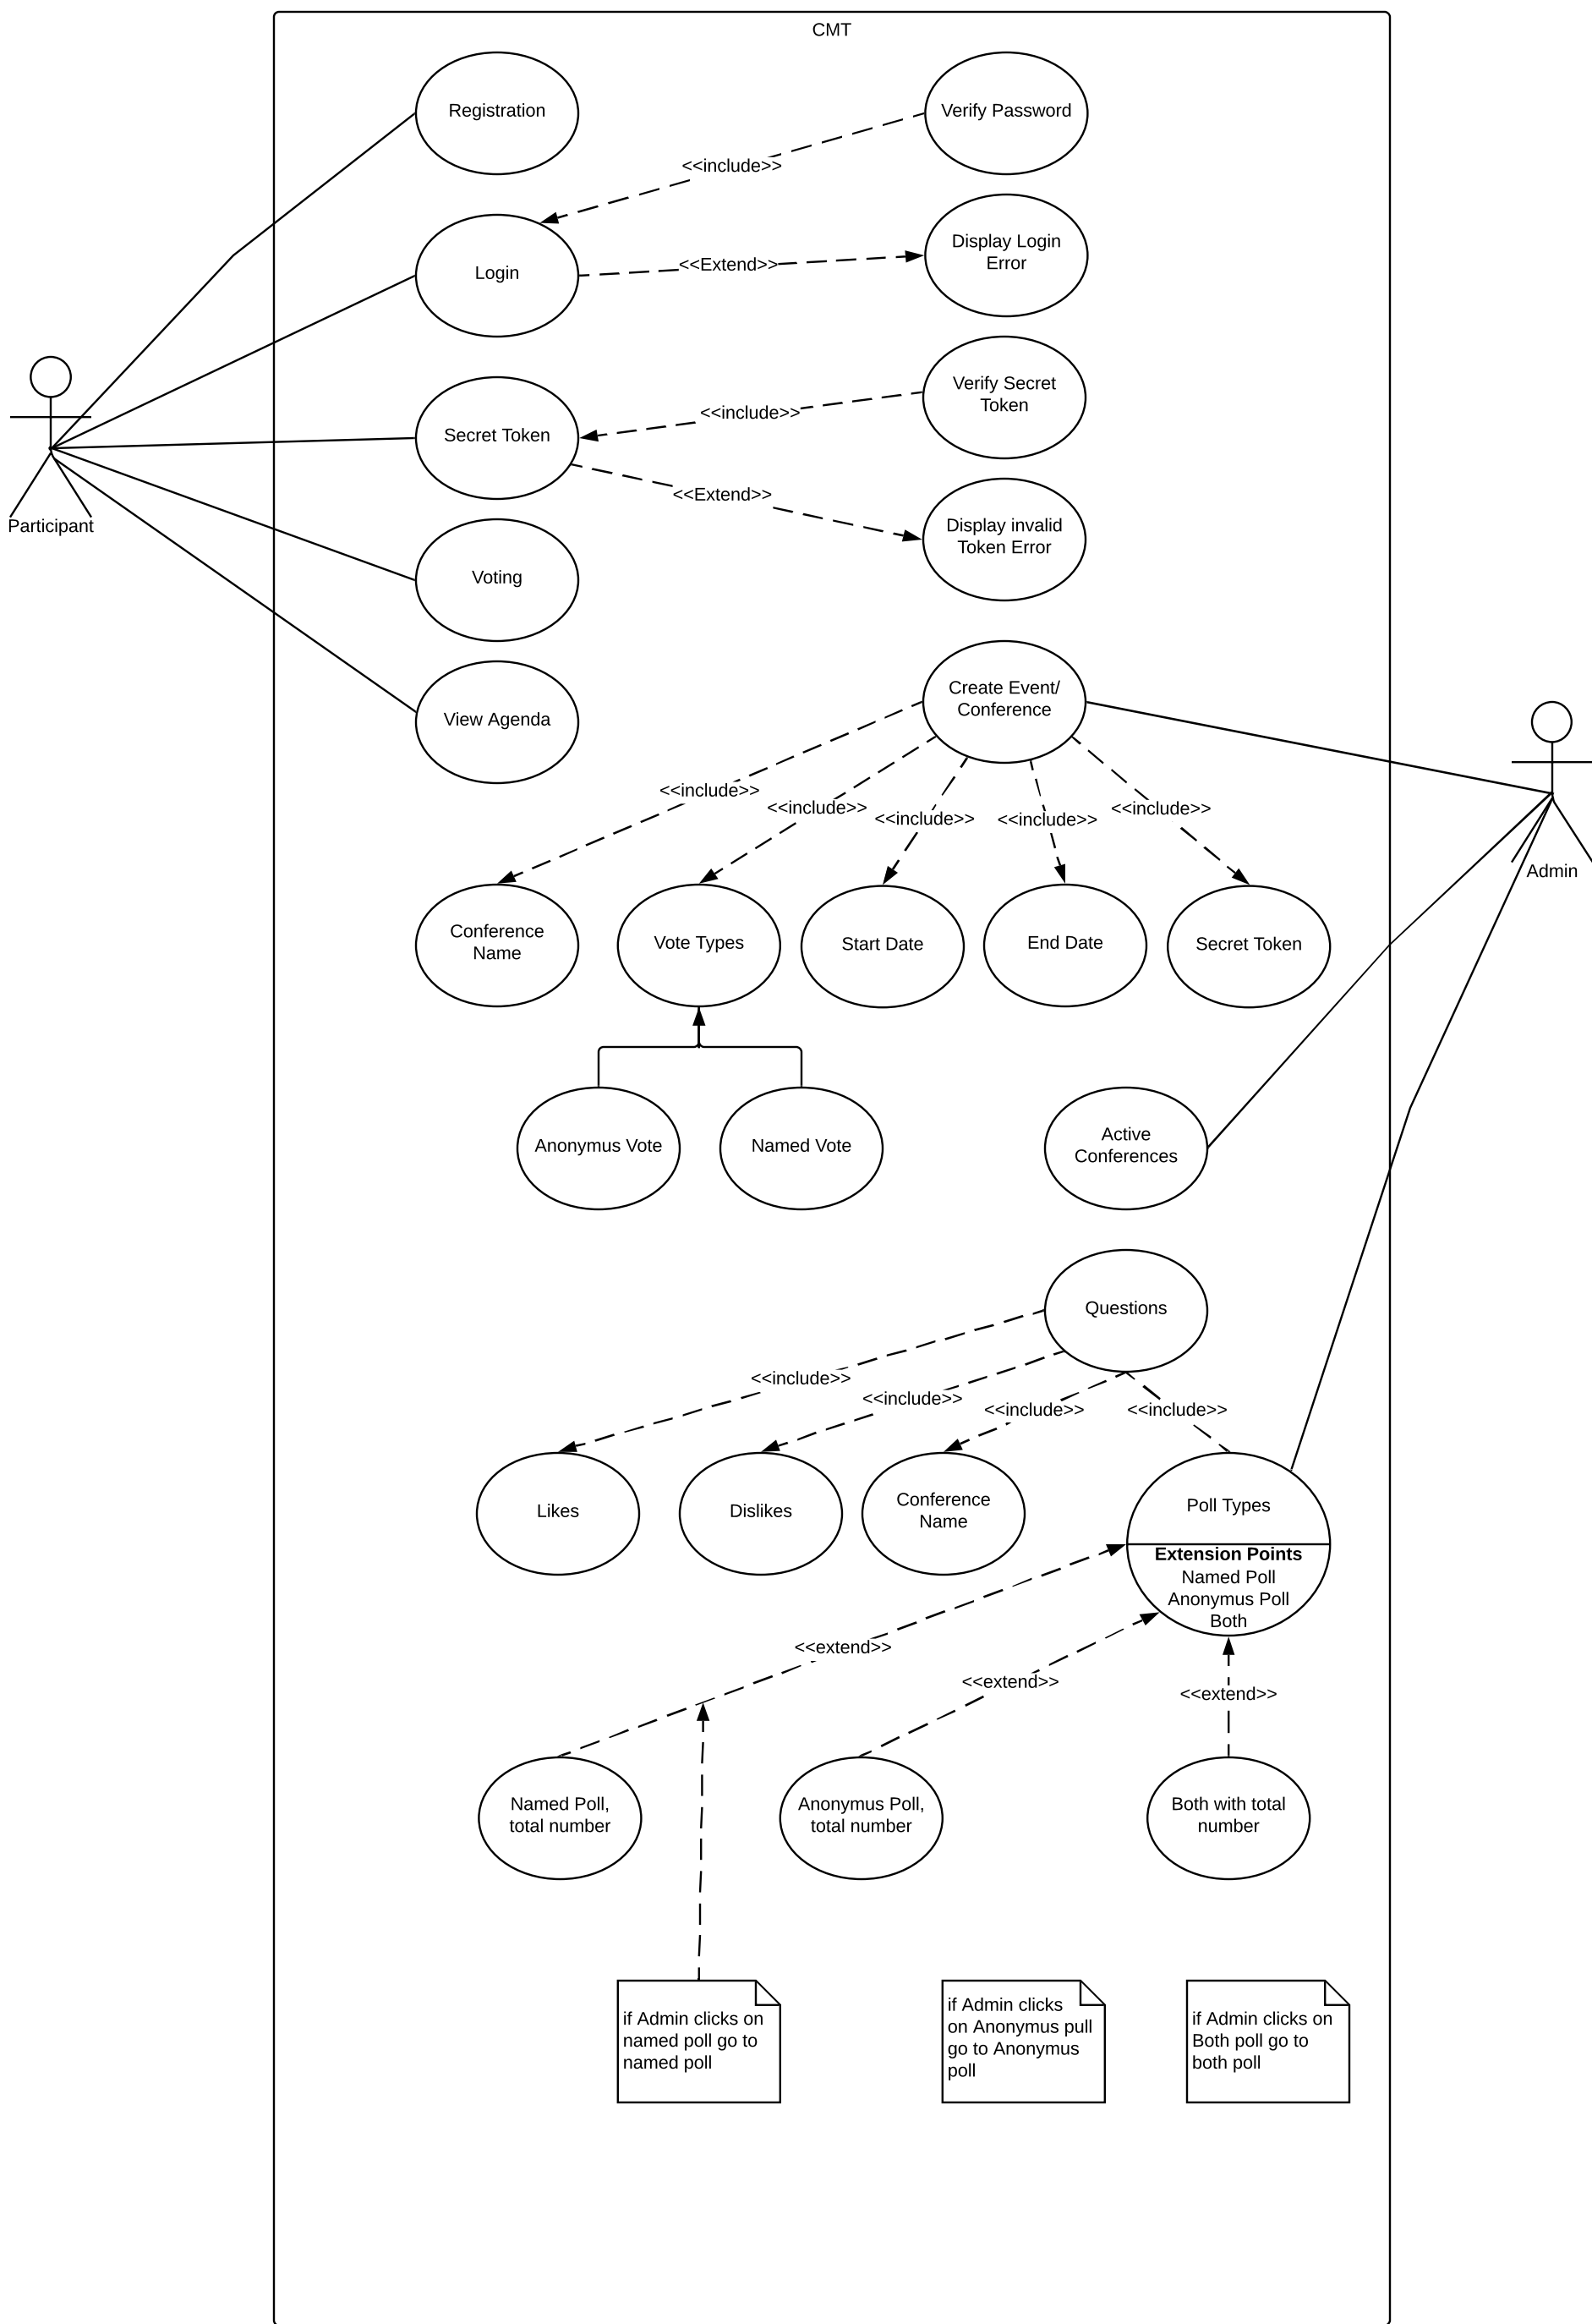 CMT
Registration
Verify Password
<<include>>
Display Login
Error
<<Extend>>
Login
Verify Secret
Token
<<include>>
Secret Token
<<Extend>>
Display invalid
Token Error
Participant
Voting
Create Event/
Conference
View Agenda
<<include>>
<<include>>
<<include>>
<<include>>
<<include>>
Admin
Conference
Name
Vote Types
Start Date
End Date
Secret Token
Anonymus Vote
Named Vote
Active
Conferences
Questions
<<include>>
<<include>>
<<include>>
<<include>>
Likes
Dislikes
Conference
Name
Poll Types
Extension Points
Named Poll
Anonymus Poll
Both
<<extend>>
<<extend>>
<<extend>>
Named Poll,
total number
Anonymus Poll,
total number
Both with total
number
if Admin clicks on
named poll go to
named poll
if Admin clicks
on Anonymus pull
go to Anonymus
poll
if Admin clicks on
Both poll go to
both poll